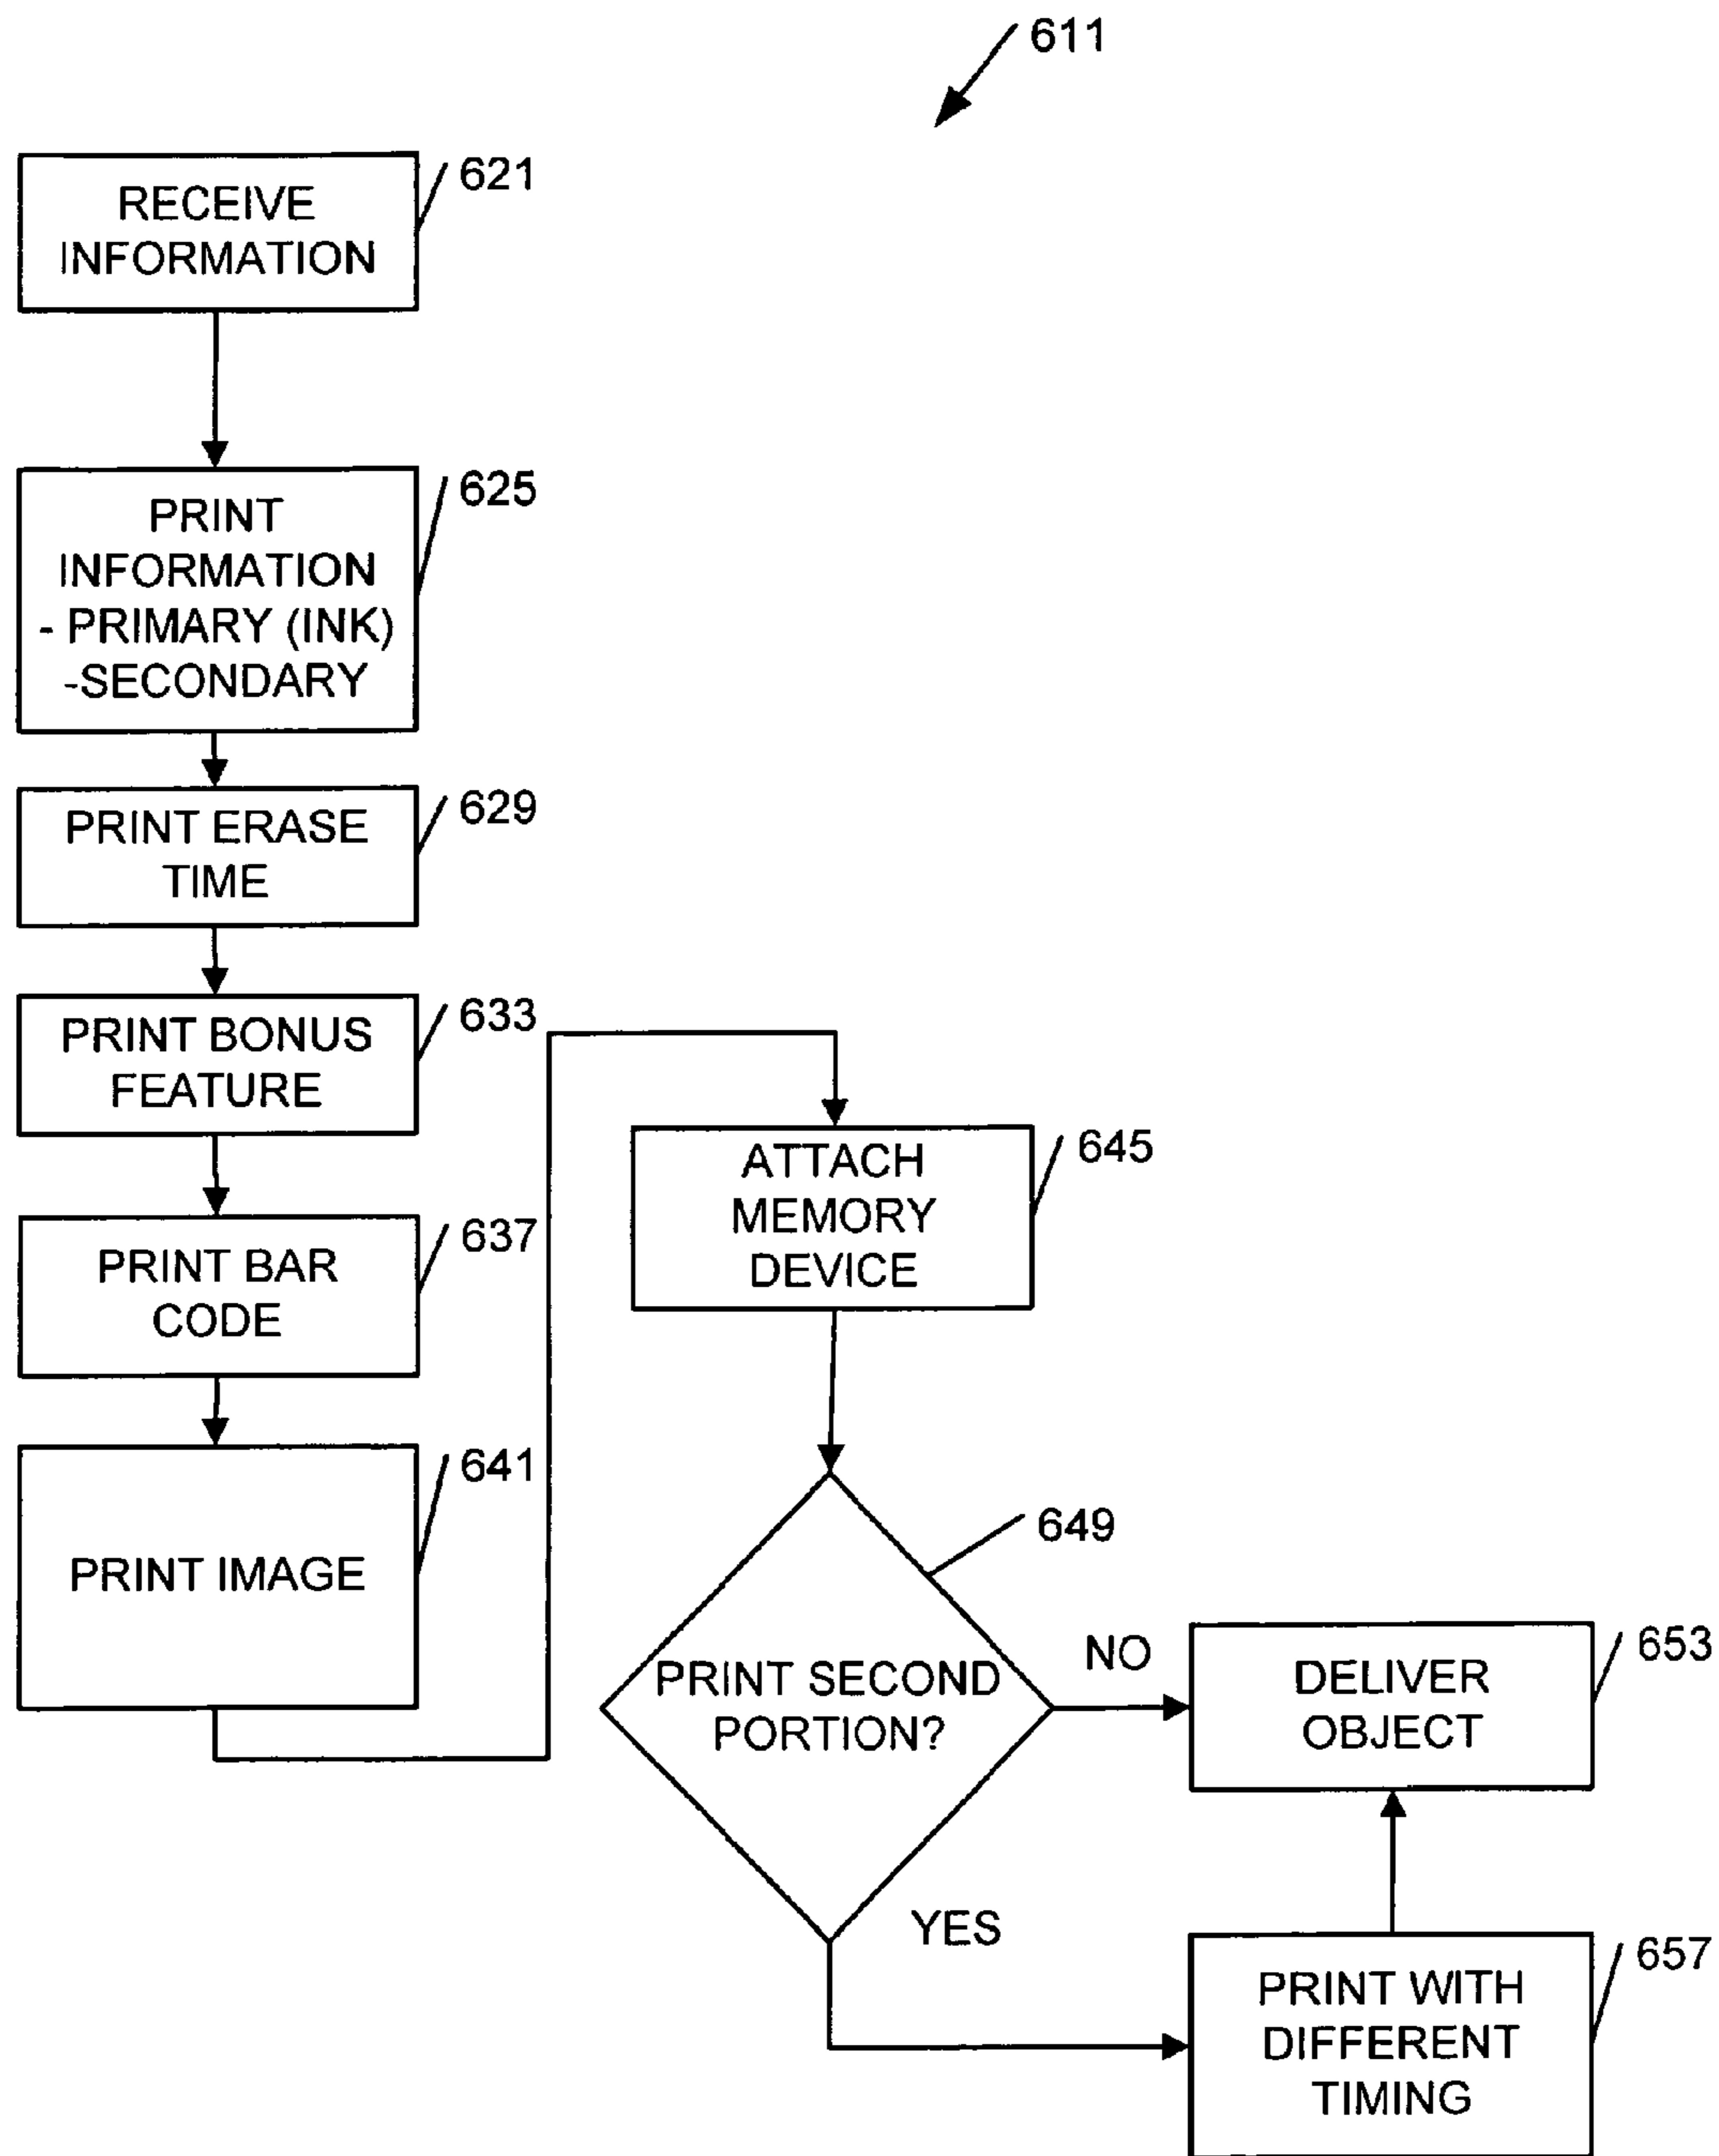 611
RECEIVE
INFORMATION
621
PRINT
INFORMATION
- PRIMARY (INK)
-SECONDARY
625
PRINT ERASE
TIME
629
PRINT BONUS
FEATURE
633
PRINT BAR
CODE
637
PRINT IMAGE
641
ATTACH
MEMORY
DEVICE
645
PRINT SECOND
PORTION?
649
NO
YES
DELIVER
OBJECT
653
PRINT WITH
DIFFERENT
TIMING
657